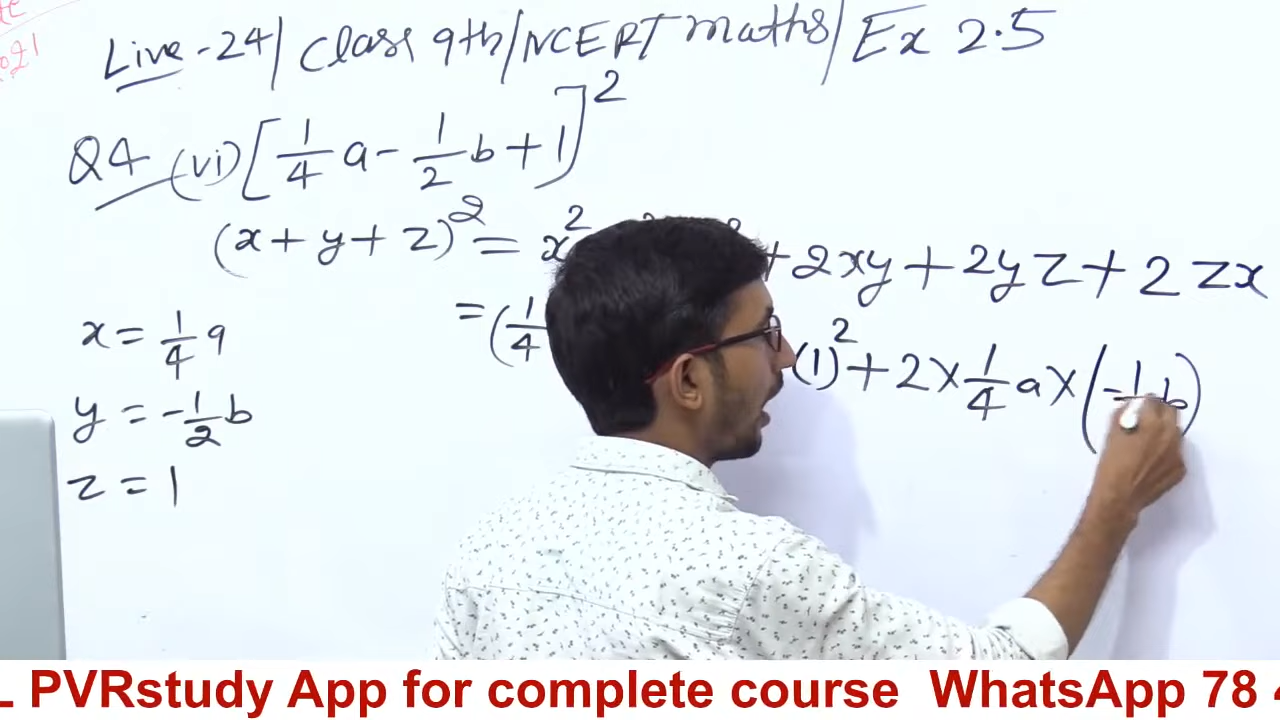 Live-24/ Class 9th/NCERT maths/ Ex 2.5
Q4 (vi) [1/4 a - 1/2 b + 1]²
(x + y + z)² = x² + 2xy + 2yz + 2zx
x = 1/4 a
= (1/4 (1)² + 2 × 1/4 a × (-1 b)
y = -1/2 b
z = 1
PVRstudy App for complete course WhatsApp 78